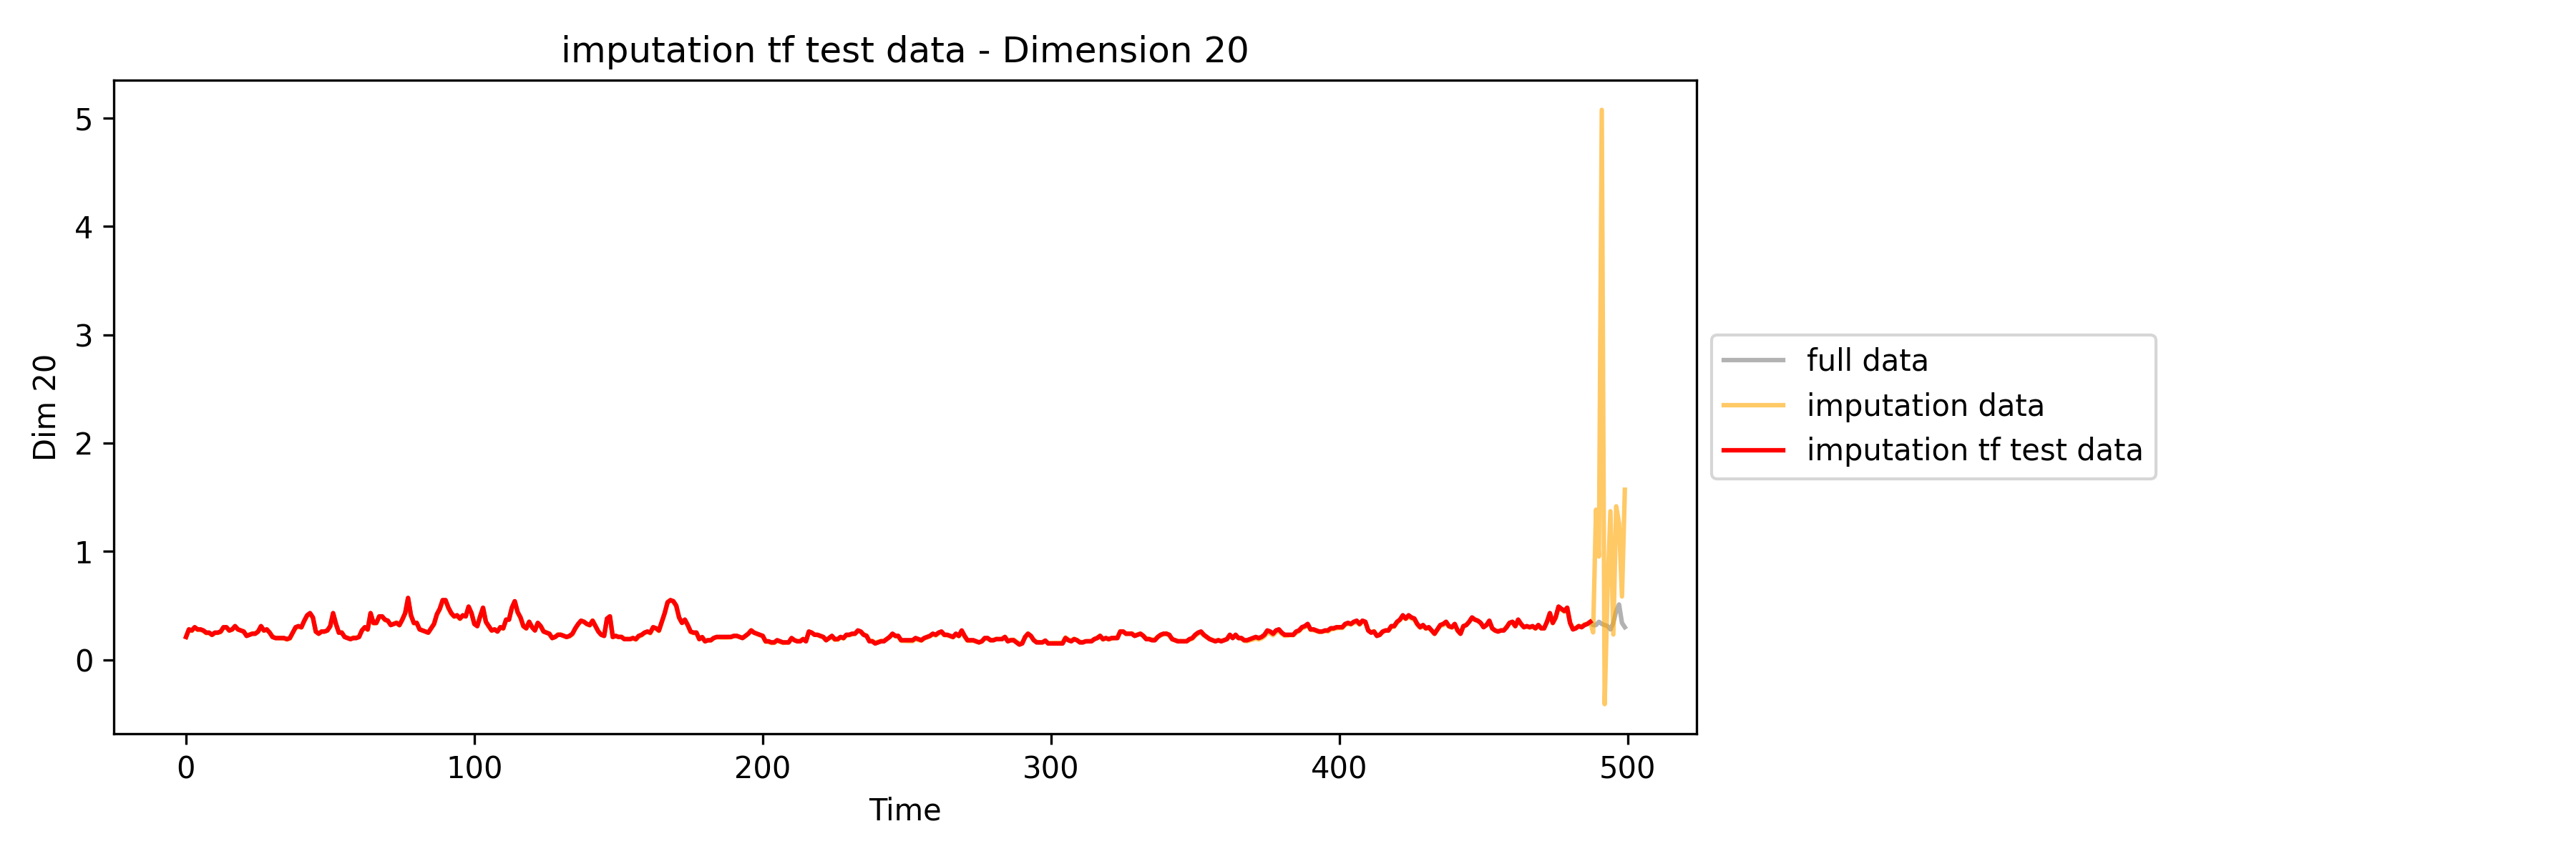 imputation tf test data - Dimension 20
Dim 20
5
4
3
2
1
0
0 100 200 300 400 500
Time
full data
imputation data
imputation tf test data